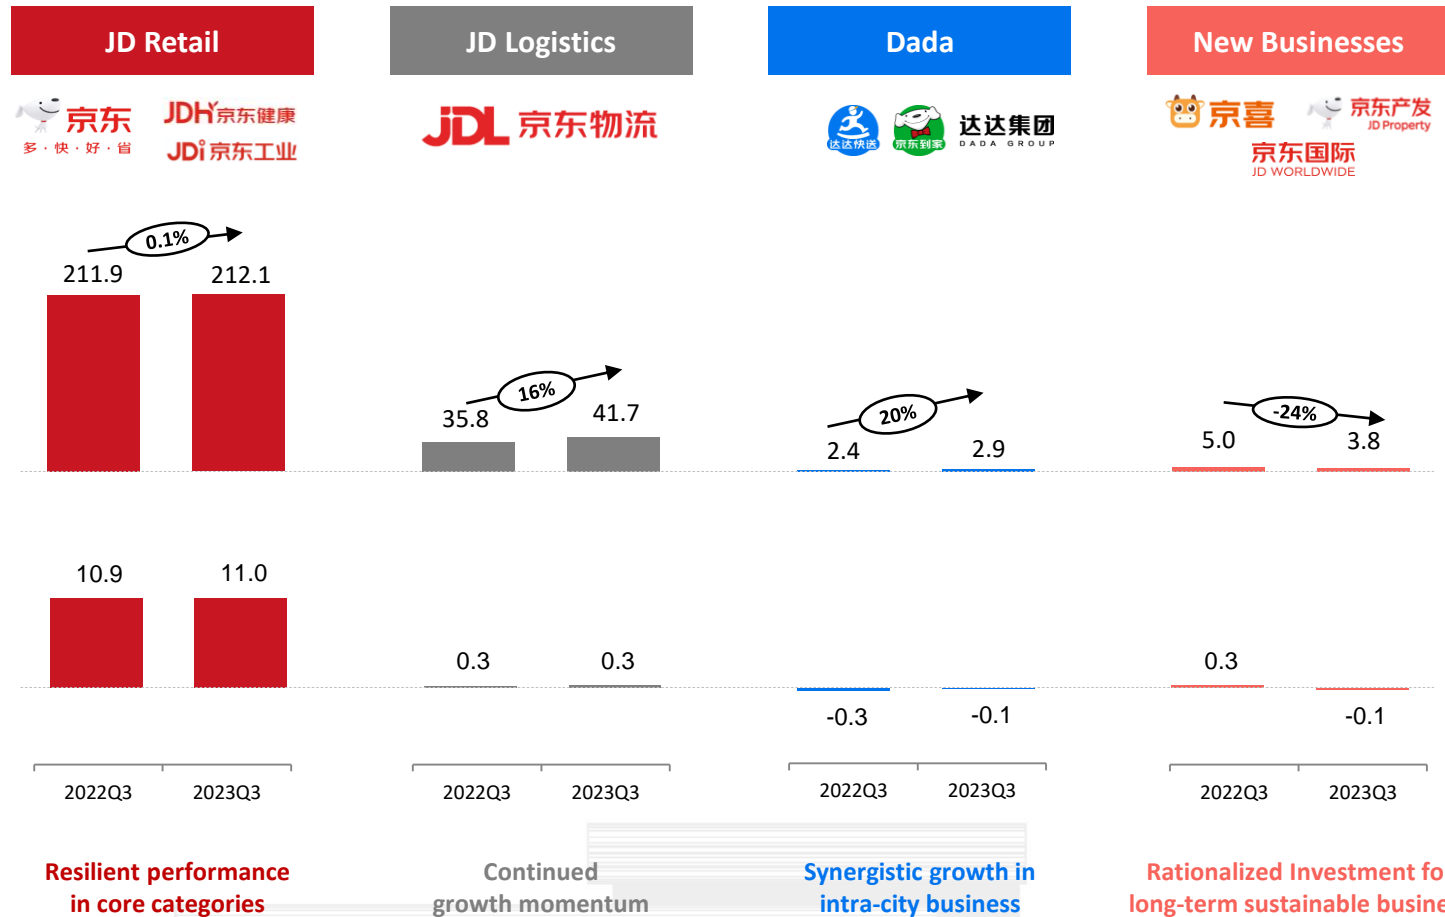 JD Retail
JD Logistics
Dada
New Businesses
京东
多·快·好·省
JDH 京东健康
JDi 京东工业
JDL 京东物流
达达快送
京东到家
达达集团
DADA GROUP
京喜
京东产发
JD Property
京东国际
JD WORLDWIDE
0.1%
211.9
212.1
16%
35.8
41.7
20%
2.4
2.9
-24%
5.0
3.8
10.9
11.0
0.3
0.3
-0.3
-0.1
0.3
-0.1
2022Q3
2023Q3
2022Q3
2023Q3
2022Q3
2023Q3
2022Q3
2023Q3
Resilient performance
in core categories
Continued
growth momentum
Synergistic growth in
intra-city business
Rationalized Investment fo
long-term sustainable busine